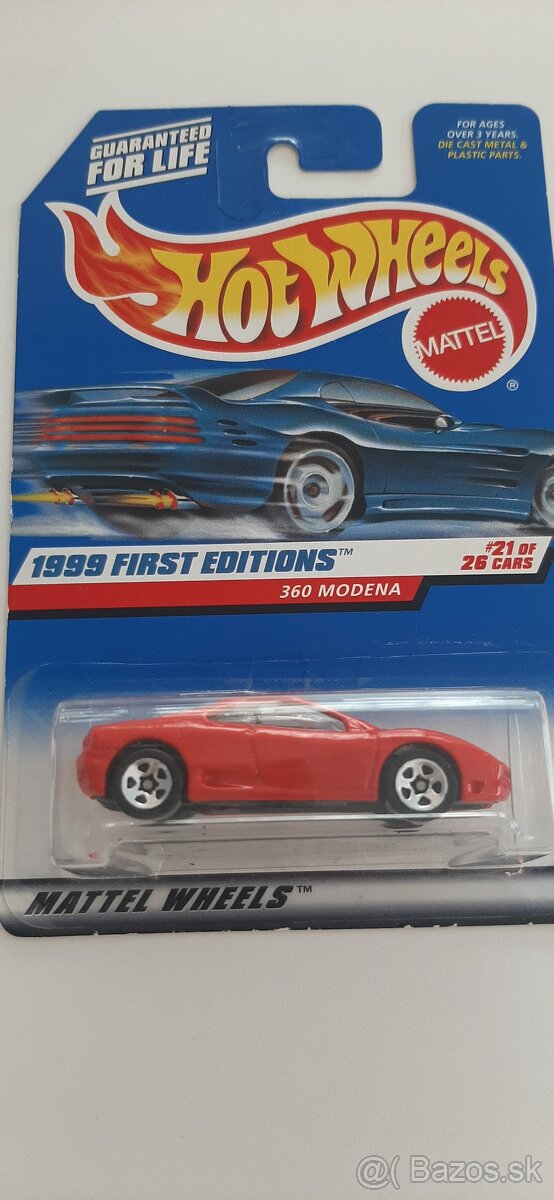 GUARANTEED
FOR LIFE
FOR AGES
OVER 3 YEARS.
DIE CAST METAL &
PLASTIC PARTS.
HOT WHEELS
MATTEL
®
1999 FIRST EDITIONS™
#21 OF
26 CARS
360 MODENA
MATTEL WHEELS™
@( Bazos.sk